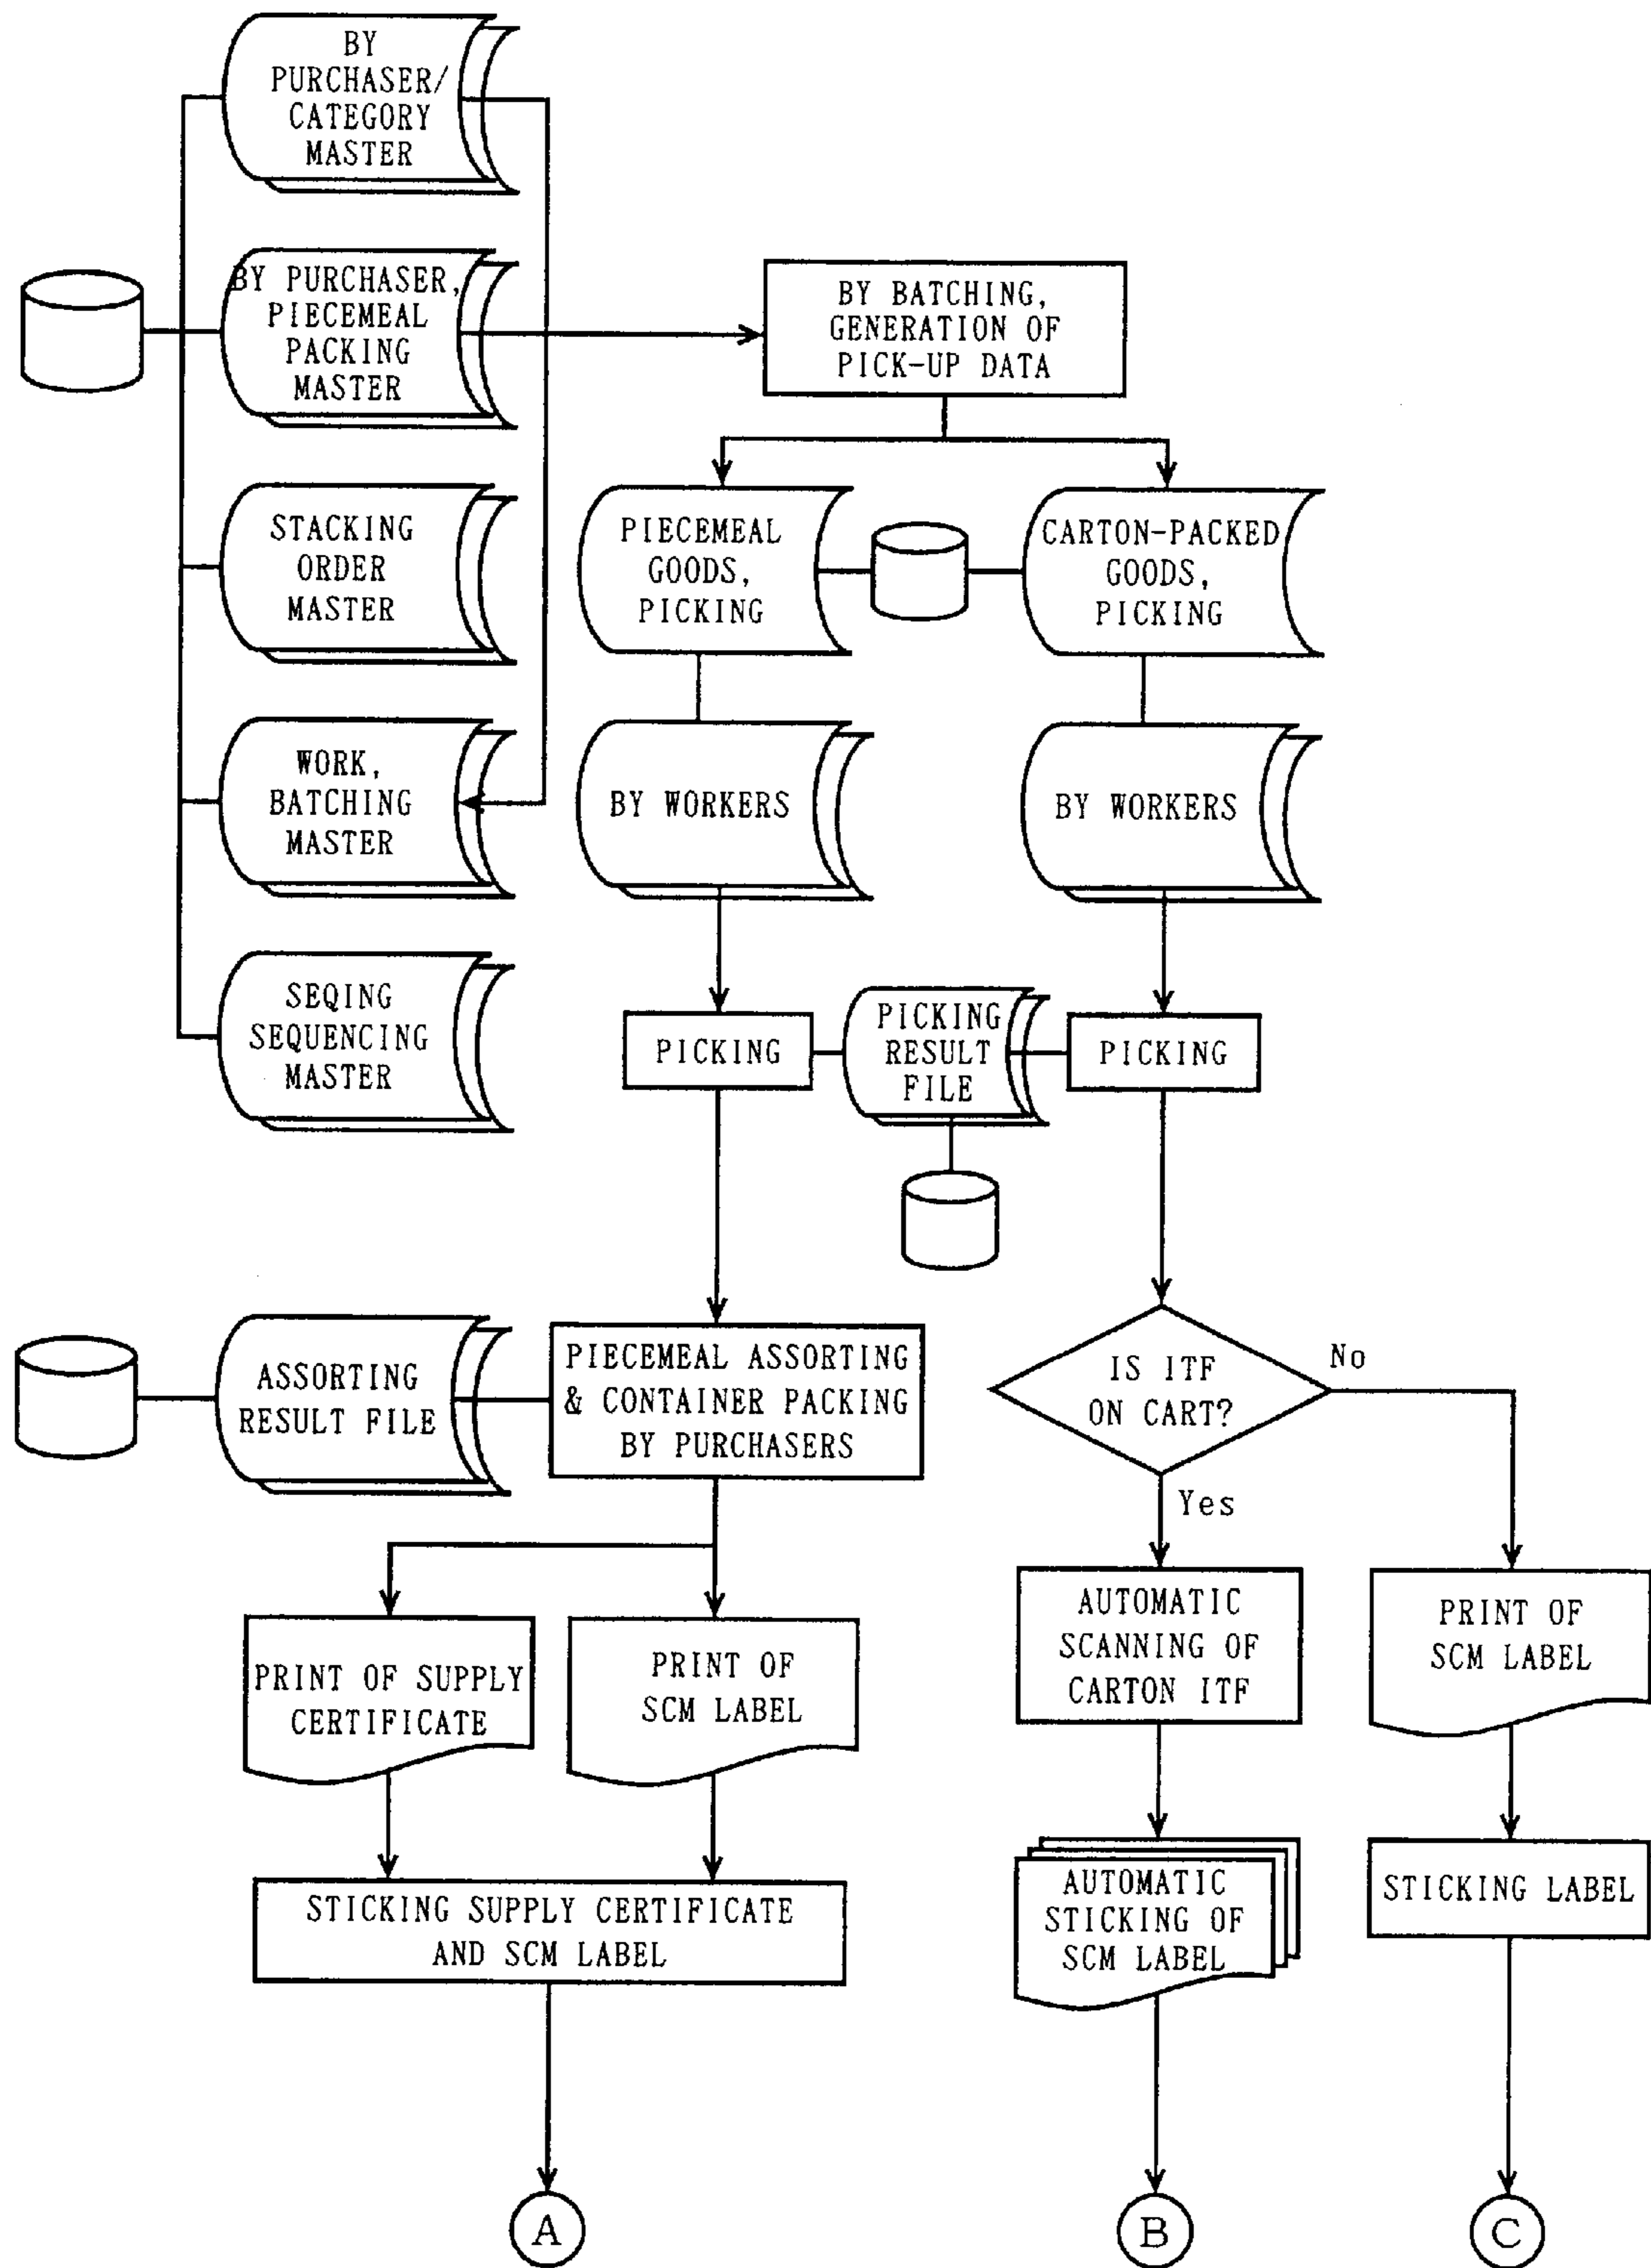 BY
PURCHASER/
CATEGORY
MASTER
BY PURCHASER,
PIECEMEAL
PACKING
MASTER
BY BATCHING,
GENERATION OF
PICK-UP DATA
STACKING
ORDER
MASTER
PIECEMEAL
GOODS,
PICKING
CARTON-PACKED
GOODS,
PICKING
WORK,
BATCHING
MASTER
BY WORKERS
BY WORKERS
SEQING
SEQUENCING
MASTER
PICKING
PICKING
RESULT
FILE
PICKING
ASSORTING
RESULT FILE
PIECEMEAL ASSORTING
& CONTAINER PACKING
BY PURCHASERS
IS ITF
ON CART?
No
Yes
PRINT OF SUPPLY
CERTIFICATE
PRINT OF
SCM LABEL
AUTOMATIC
SCANNING OF
CARTON ITF
PRINT OF
SCM LABEL
STICKING SUPPLY CERTIFICATE
AND SCM LABEL
AUTOMATIC
STICKING OF
SCM LABEL
STICKING LABEL
A
B
C